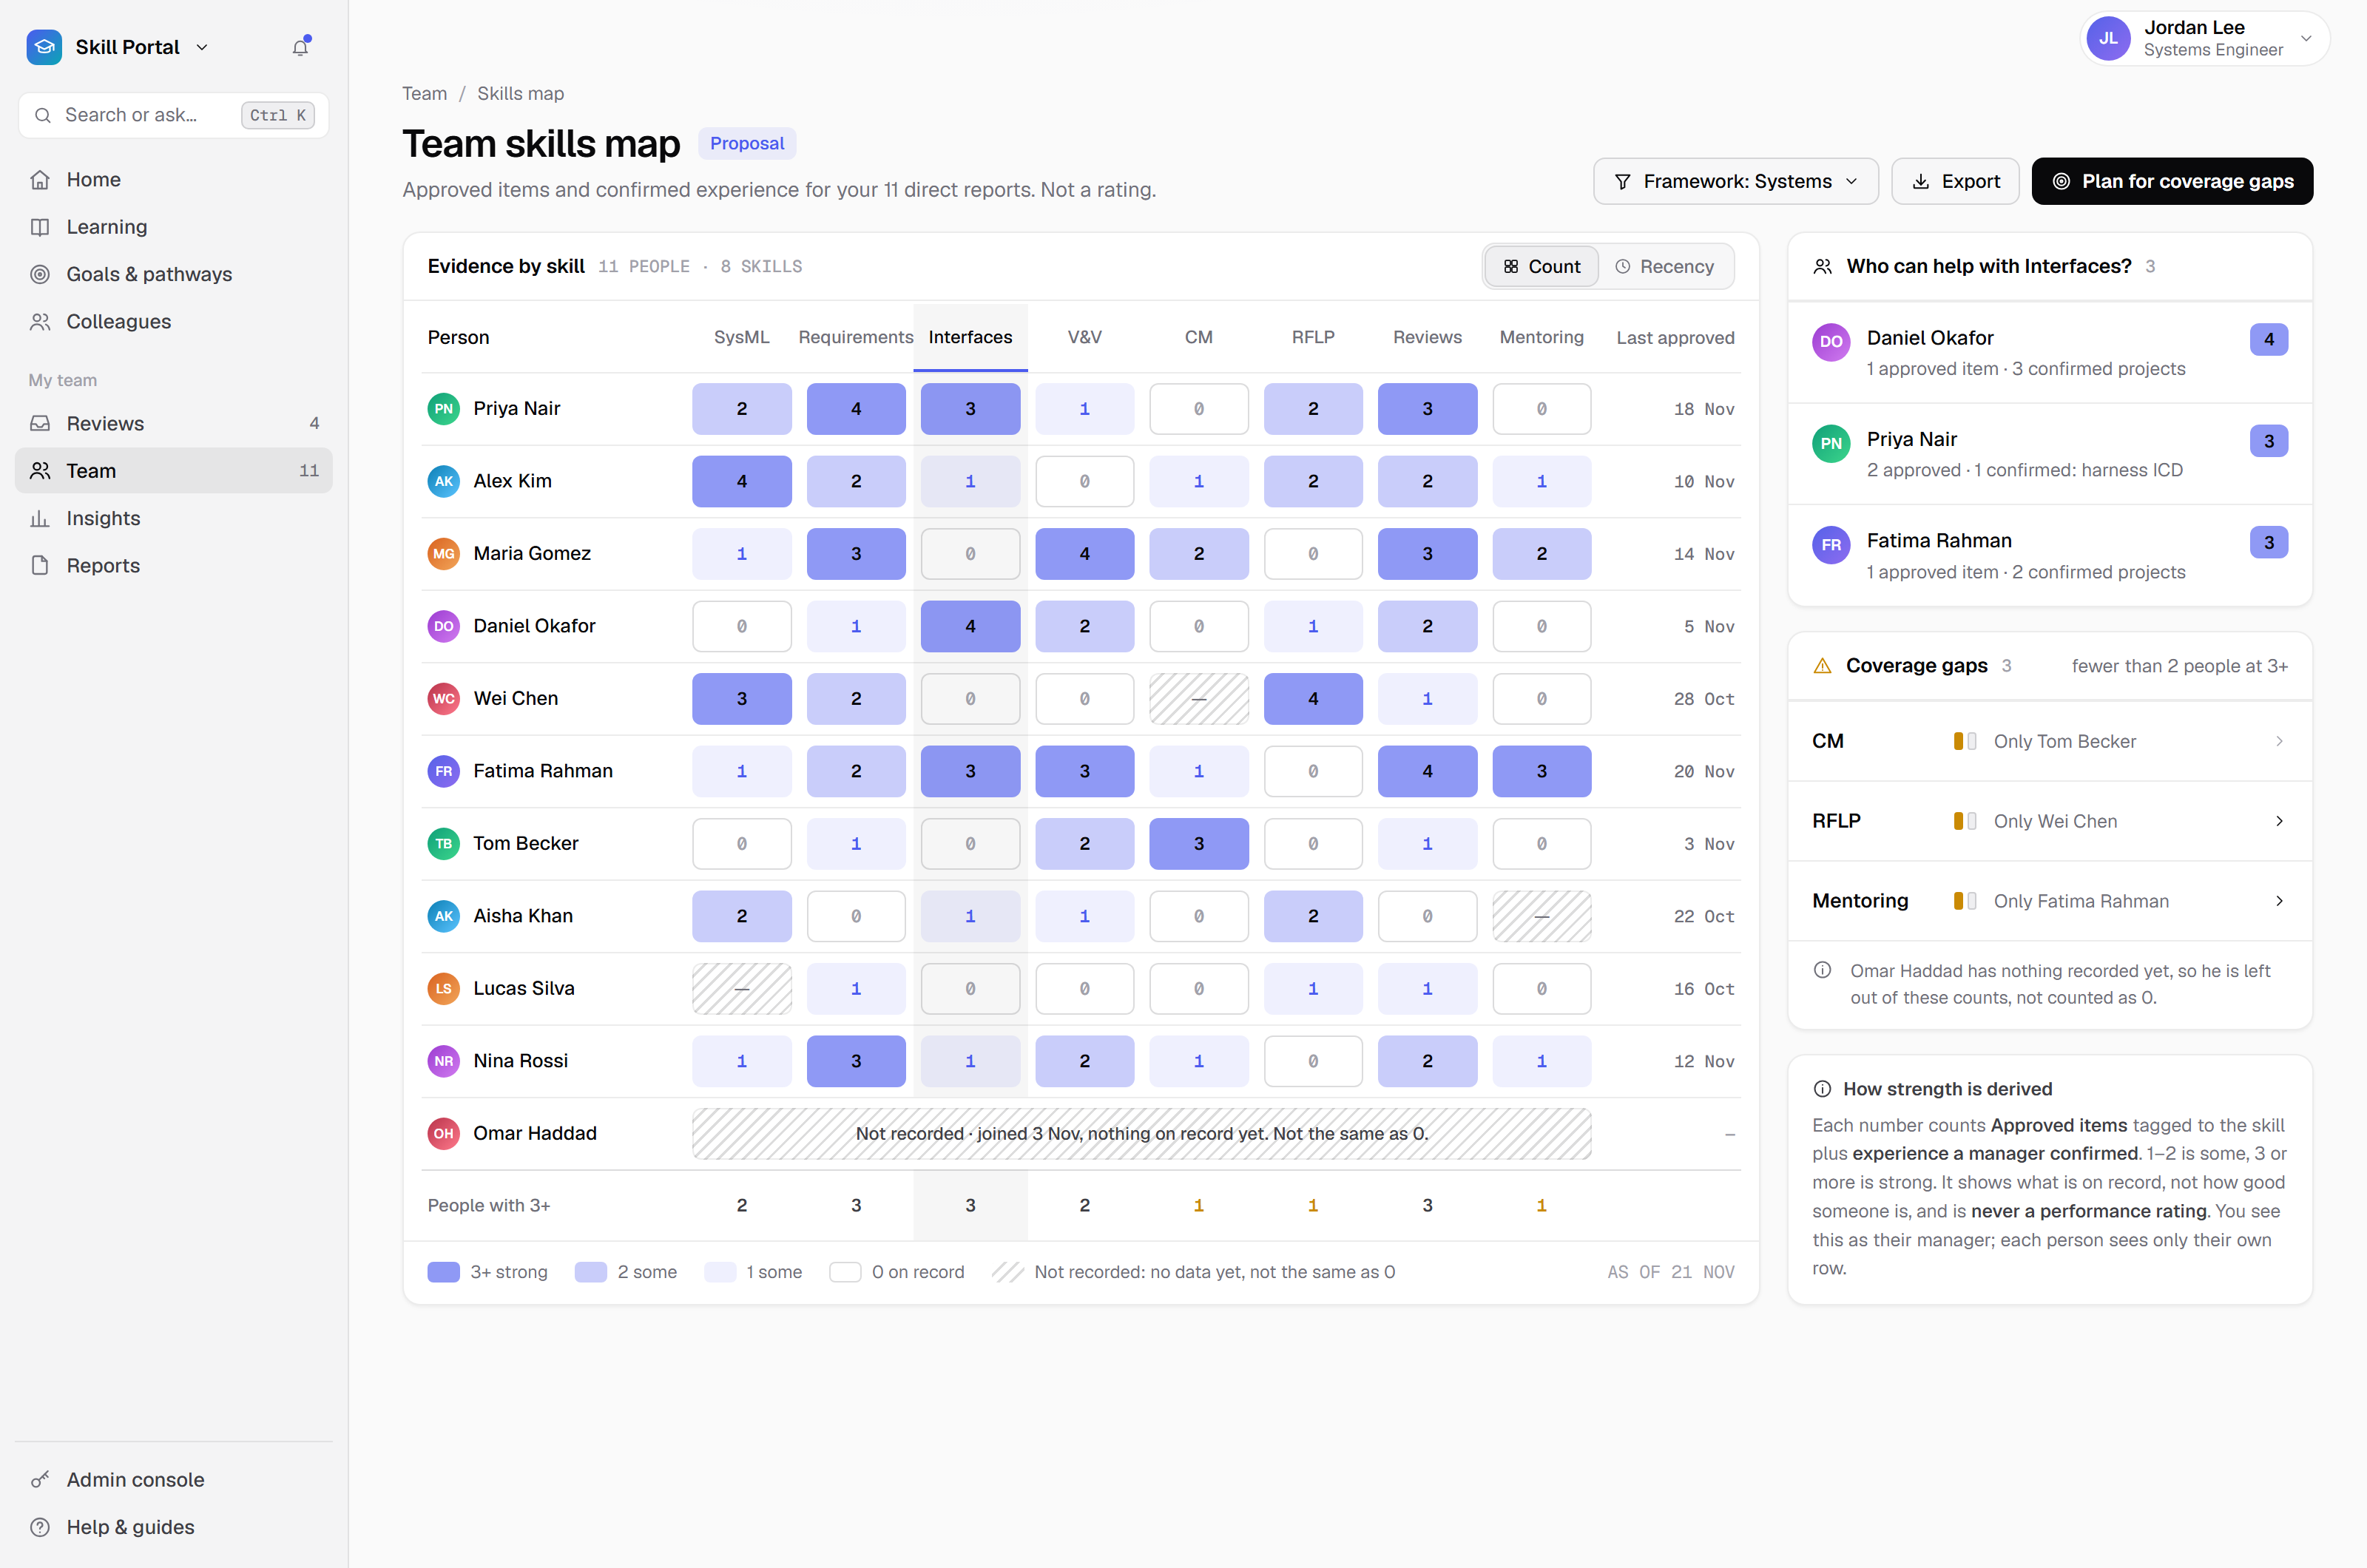 Skill Portal
Search or ask... Ctrl K
Home
Learning
Goals & pathways
Colleagues
My team
Reviews 4
Team 11
Insights
Reports
Admin console
Help & guides
JL Jordan Lee
Systems Engineer
Team / Skills map
Team skills map Proposal
Approved items and confirmed experience for your 11 direct reports. Not a rating.
Framework: Systems Export Plan for coverage gaps
Evidence by skill 11 PEOPLE · 8 SKILLS Count Recency
Person SysML Requirements Interfaces V&V CM RFLP Reviews Mentoring Last approved
PN Priya Nair 2 4 3 1 0 2 3 0 18 Nov
AK Alex Kim 4 2 1 0 1 2 2 1 10 Nov
MG Maria Gomez 1 3 0 4 2 0 3 2 14 Nov
DO Daniel Okafor 0 1 4 2 0 1 2 0 5 Nov
WC Wei Chen 3 2 0 0 — 4 1 0 28 Oct
FR Fatima Rahman 1 2 3 3 1 0 4 3 20 Nov
TB Tom Becker 0 1 0 2 3 0 1 0 3 Nov
AK Aisha Khan 2 0 1 1 0 2 0 — 22 Oct
LS Lucas Silva — 1 0 0 0 1 1 0 16 Oct
NR Nina Rossi 1 3 1 2 1 0 2 1 12 Nov
OH Omar Haddad Not recorded · joined 3 Nov, nothing on record yet. Not the same as 0. –
People with 3+ 2 3 3 2 1 1 3 1
3+ strong 2 some 1 some 0 on record Not recorded: no data yet, not the same as 0 AS OF 21 NOV
Who can help with Interfaces? 3
DO Daniel Okafor 4
1 approved item · 3 confirmed projects
PN Priya Nair 3
2 approved · 1 confirmed: harness ICD
FR Fatima Rahman 3
1 approved item · 2 confirmed projects
Coverage gaps 3 fewer than 2 people at 3+
CM Only Tom Becker
RFLP Only Wei Chen
Mentoring Only Fatima Rahman
Omar Haddad has nothing recorded yet, so he is left
out of these counts, not counted as 0.
How strength is derived
Each number counts Approved items tagged to the skill
plus experience a manager confirmed. 1–2 is some, 3 or
more is strong. It shows what is on record, not how good
someone is, and is never a performance rating. You see
this as their manager; each person sees only their own
row.